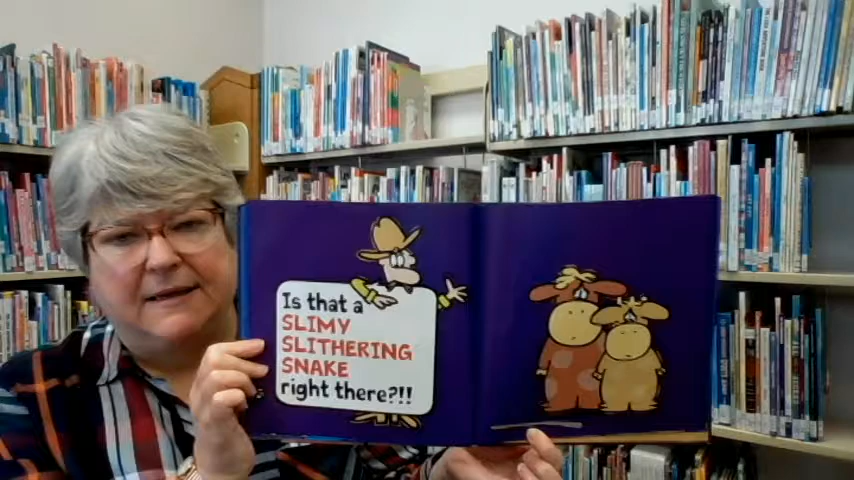 Is that a
SLIMY
SLITHERING
SNAKE
right there?!!